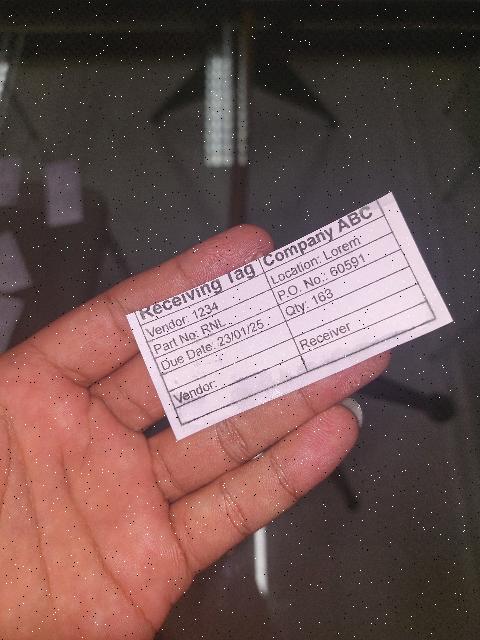 Receiving Tag Company ABC
Vendor: 1234 Location: Lorem
Part No: RNL P.O. No.: 60591
Due Date: 23/01/25 Qty: 163
Vendor: Receiver